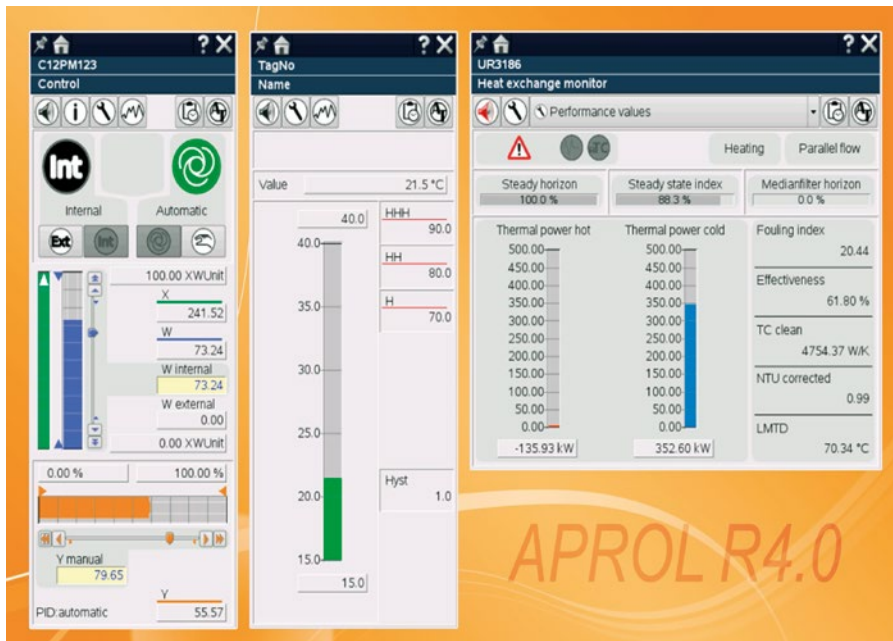 C12PM123
Control
Int
Internal
Automatic
Ext
Int
100.00 XWUnit
X
241.52
W
73.24
W internal
73.24
W external
0.00
0.00 XWUnit
0.00 %
100.00 %
Y manual
79.65
Y
PID:automatic
55.57
TagNo
Name
Value
21.5 °C
40.0
HHH
90.0
40.0
HH
80.0
35.0
H
70.0
30.0
25.0
20.0
Hyst
1.0
15.0
15.0
UR3186
Heat exchange monitor
Performance values
TC
Heating
Parallel flow
Steady horizon
100.0 %
Steady state index
88.3 %
Medianfilter horizon
0.0 %
Thermal power hot
500.00
450.00
400.00
350.00
300.00
250.00
200.00
150.00
100.00
50.00
0.00
-135.93 kW
Thermal power cold
500.00
450.00
400.00
350.00
300.00
250.00
200.00
150.00
100.00
50.00
0.00
352.60 kW
Fouling index
20.44
Effectiveness
61.80 %
TC clean
4754.37 W/K
NTU corrected
0.99
LMTD
70.34 °C
APROL R4.0